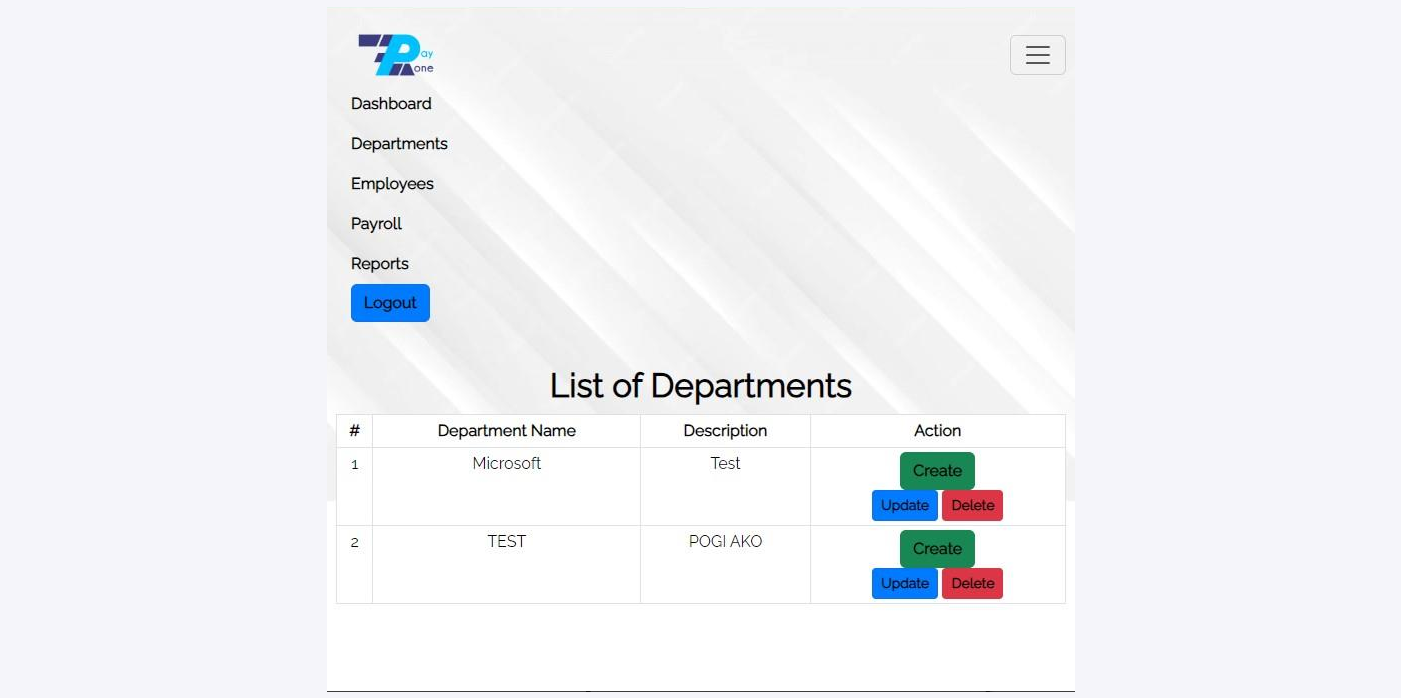 Pay
one
Dashboard
Departments
Employees
Payroll
Reports
Logout
List of Departments
# Department Name Description Action
1 Microsoft Test Create
Update Delete
2 TEST POGI AKO Create
Update Delete